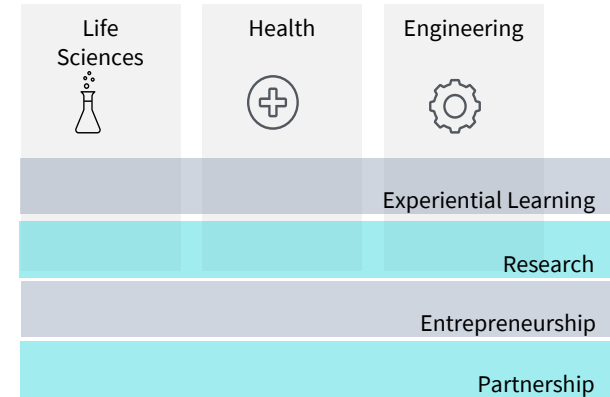 Life
Sciences
Health
Engineering
Experiential Learning
Research
Entrepreneurship
Partnership